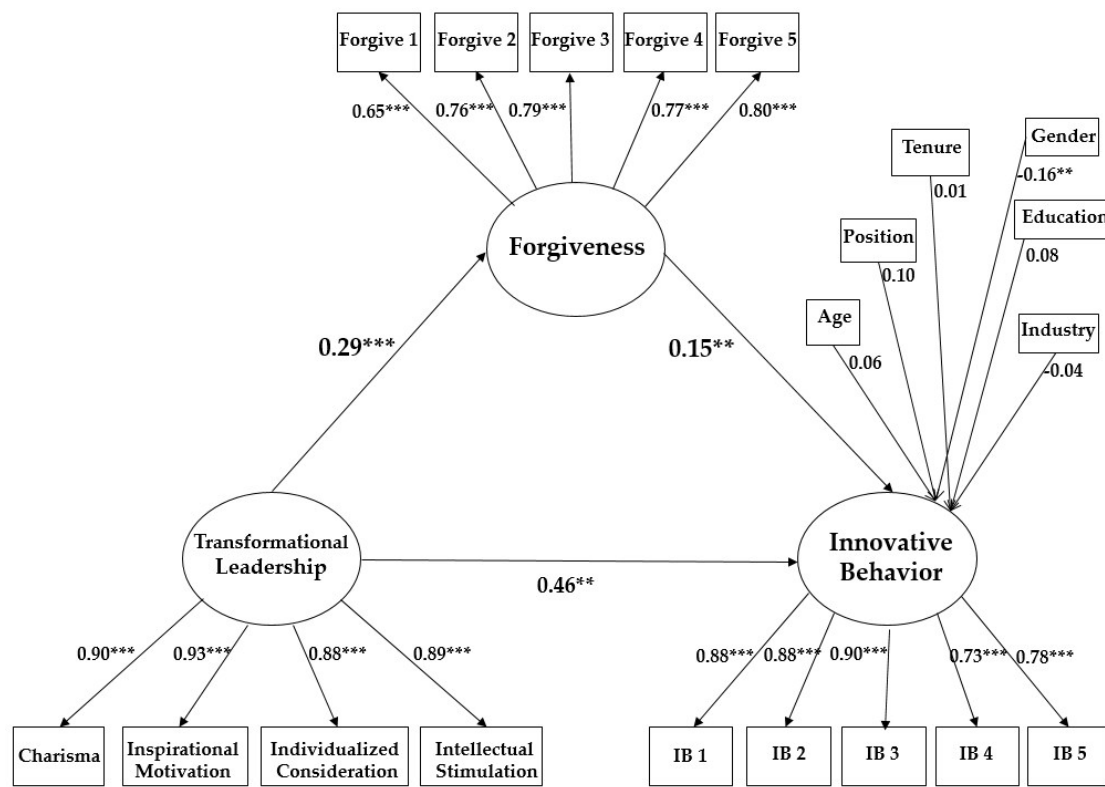 Forgive 1
Forgive 2
Forgive 3
Forgive 4
Forgive 5
0.65***
0.76***
0.79***
0.77***
0.80***
Tenure
0.01
Gender
-0.16**
Position
0.10
Education
0.08
Forgiveness
Age
0.06
Industry
-0.04
0.29***
0.15**
Transformational
Leadership
0.46**
Innovative
Behavior
0.90***
0.93***
0.88***
0.89***
0.88***
0.88***
0.90***
0.73***
0.78***
Charisma
Inspirational
Motivation
Individualized
Consideration
Intellectual
Stimulation
IB 1
IB 2
IB 3
IB 4
IB 5